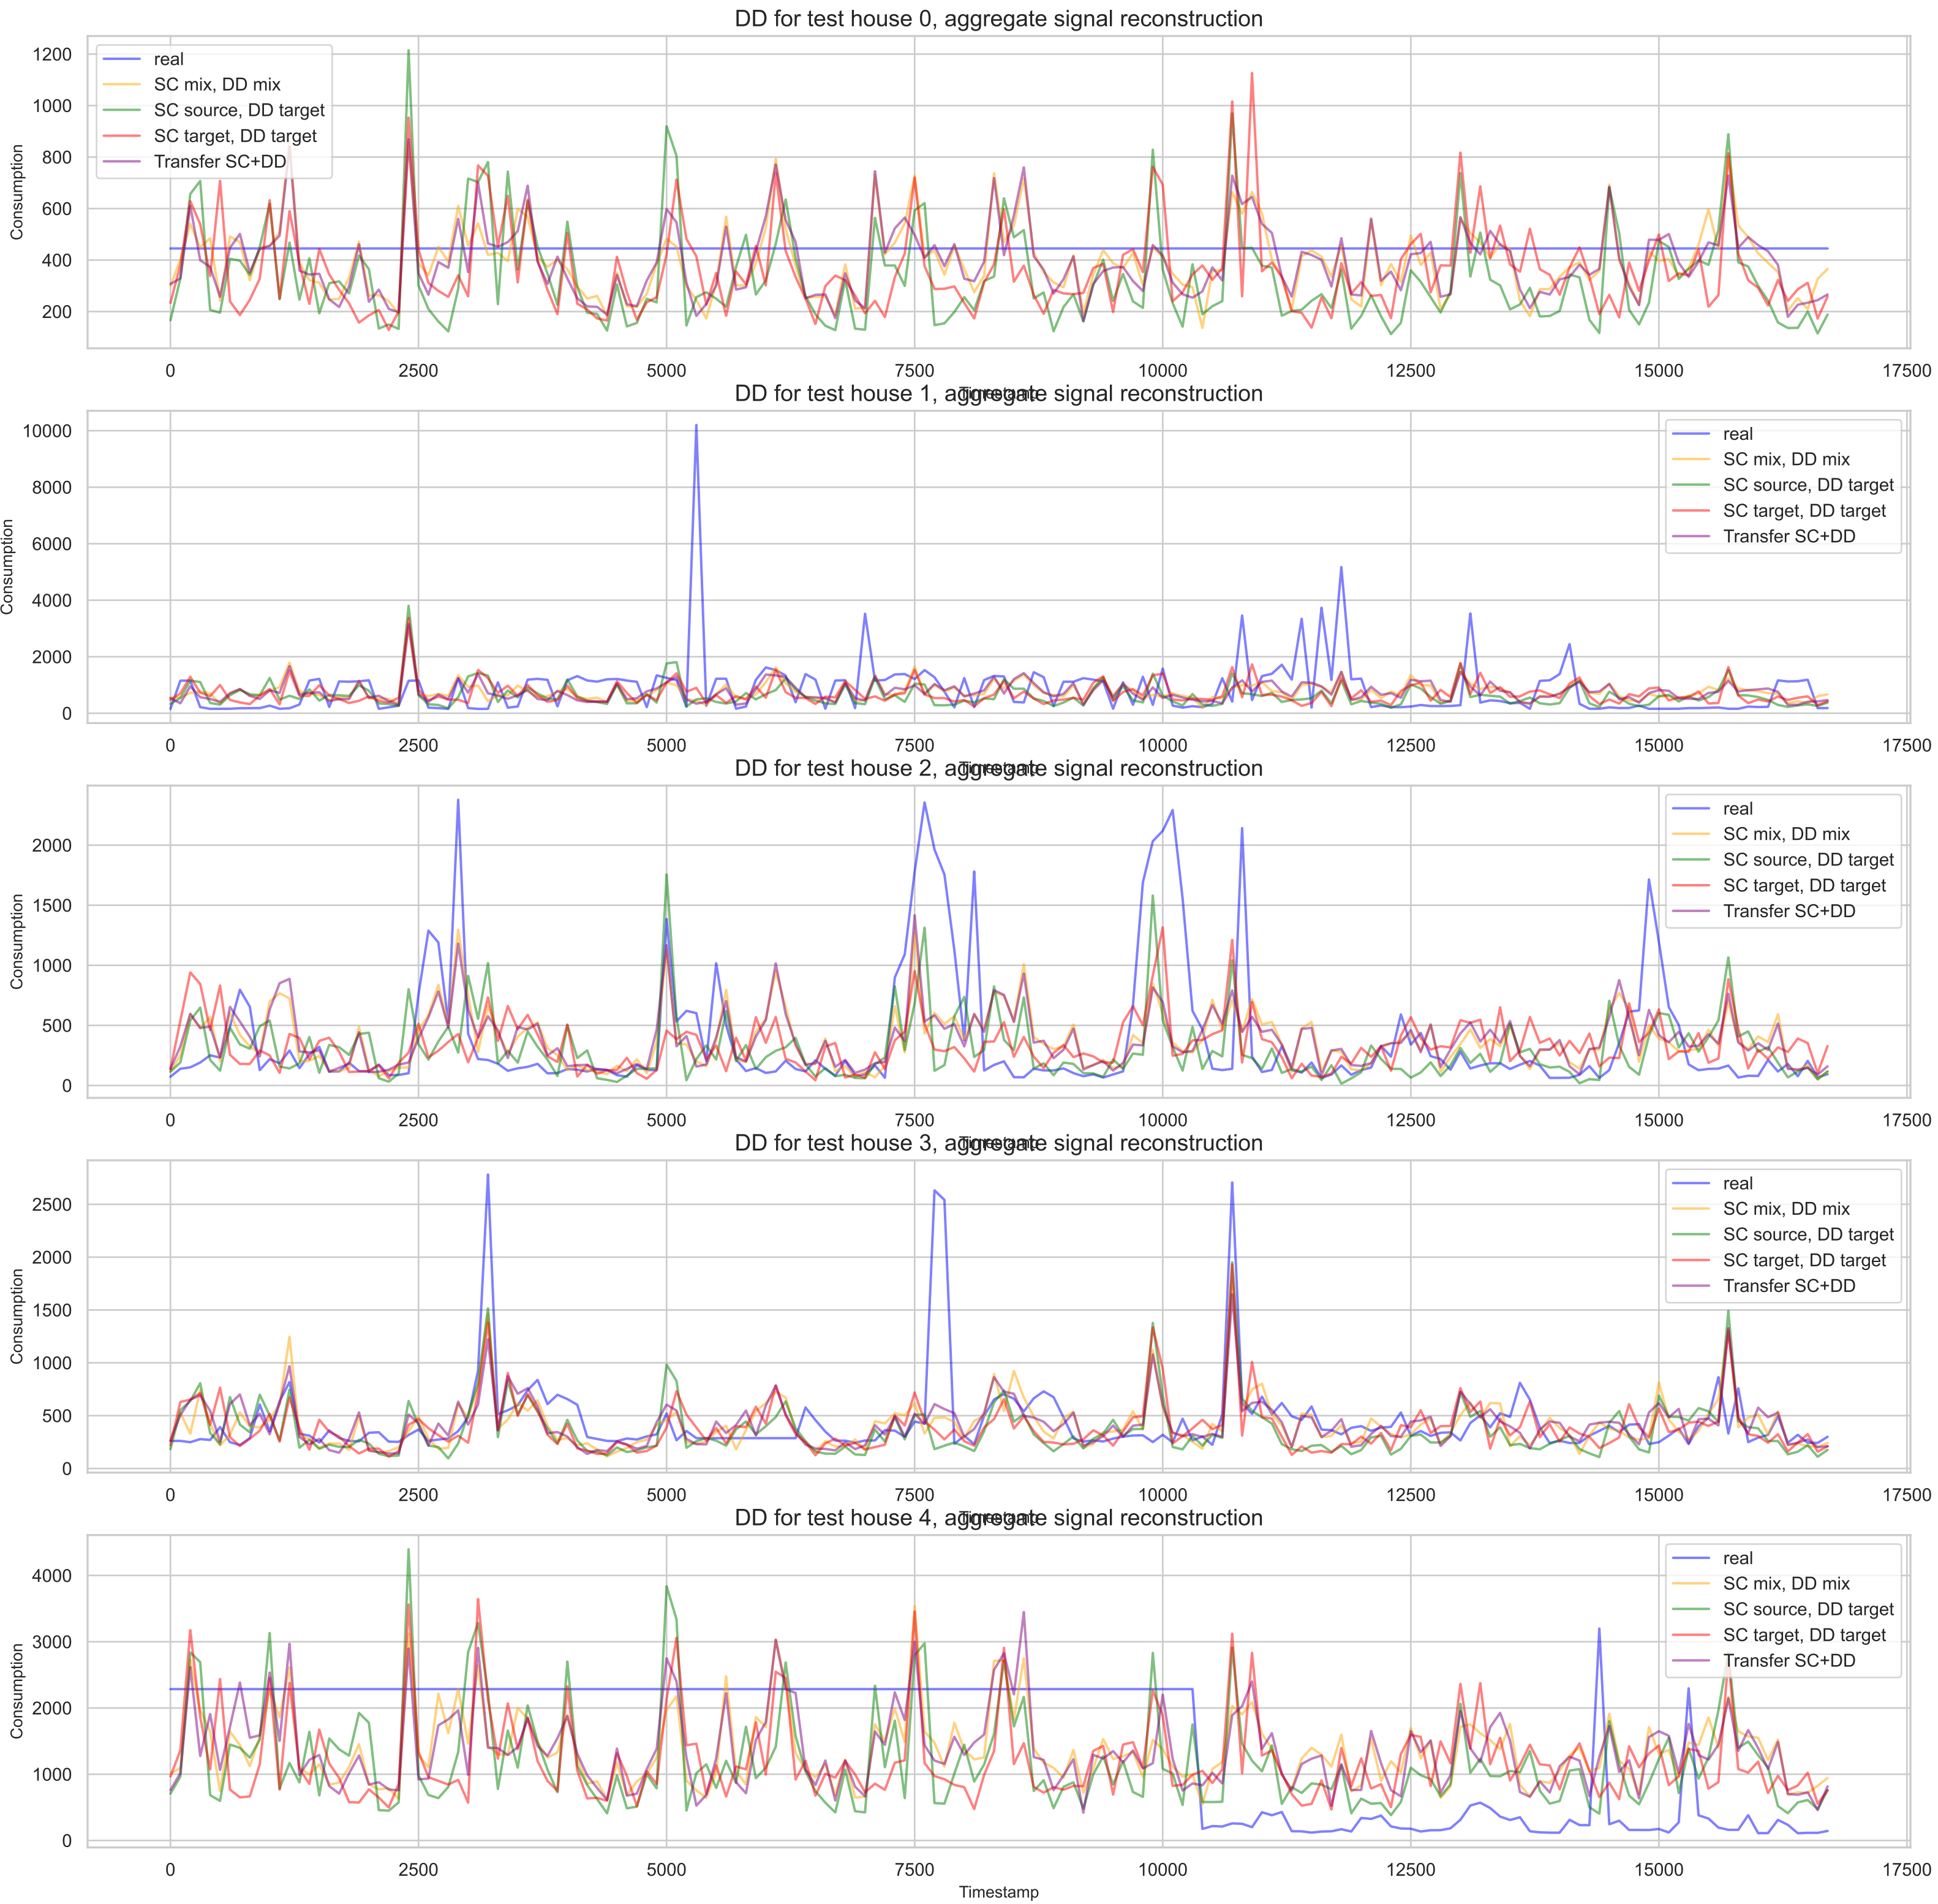 DD for test house 0, aggregate signal reconstruction
1200
1000
800
600
400
200
Consumption
real
SC mix, DD mix
SC source, DD target
SC target, DD target
Transfer SC+DD
0 2500 5000 7500 10000 12500 15000 17500
Timestamp
DD for test house 1, aggregate signal reconstruction
10000
8000
6000
4000
2000
0
Consumption
real
SC mix, DD mix
SC source, DD target
SC target, DD target
Transfer SC+DD
0 2500 5000 7500 10000 12500 15000 17500
Timestamp
DD for test house 2, aggregate signal reconstruction
2000
1500
1000
500
0
Consumption
real
SC mix, DD mix
SC source, DD target
SC target, DD target
Transfer SC+DD
0 2500 5000 7500 10000 12500 15000 17500
Timestamp
DD for test house 3, aggregate signal reconstruction
2500
2000
1500
1000
500
0
Consumption
real
SC mix, DD mix
SC source, DD target
SC target, DD target
Transfer SC+DD
0 2500 5000 7500 10000 12500 15000 17500
Timestamp
DD for test house 4, aggregate signal reconstruction
4000
3000
2000
1000
0
Consumption
real
SC mix, DD mix
SC source, DD target
SC target, DD target
Transfer SC+DD
0 2500 5000 7500 10000 12500 15000 17500
Timestamp